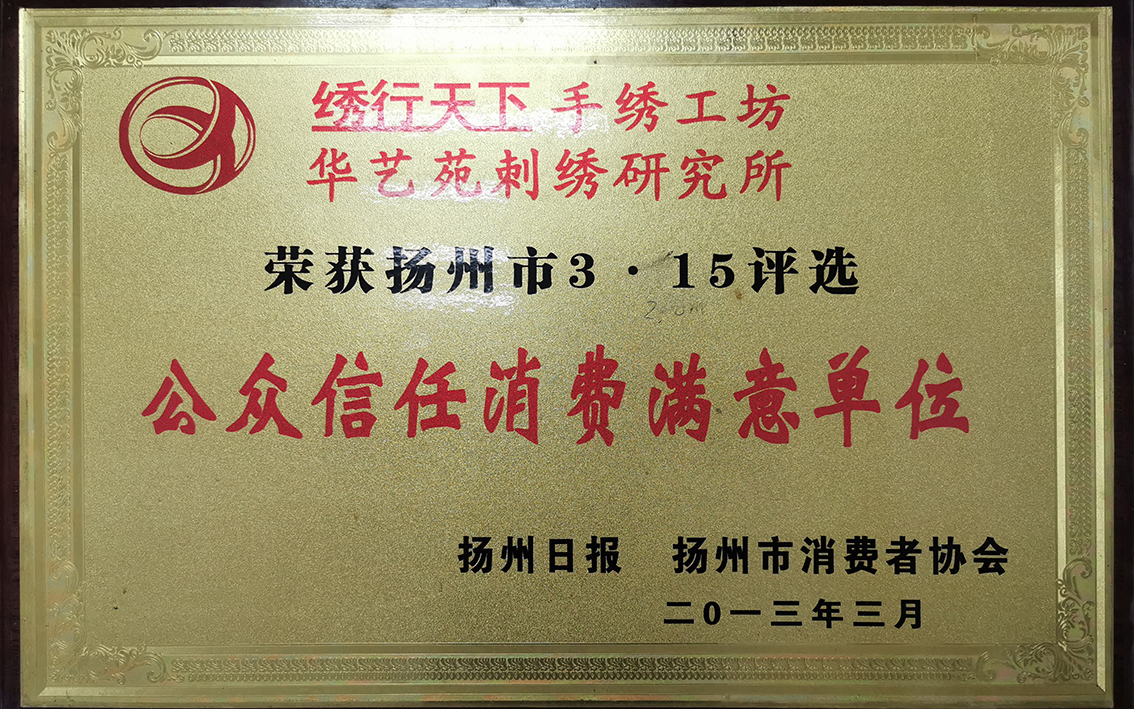 绣行天下 手绣工坊
华艺苑刺绣研究所
荣获扬州市3·15评选
公众信任消费满意单位
扬州日报 扬州市消费者协会
二0一三年三月